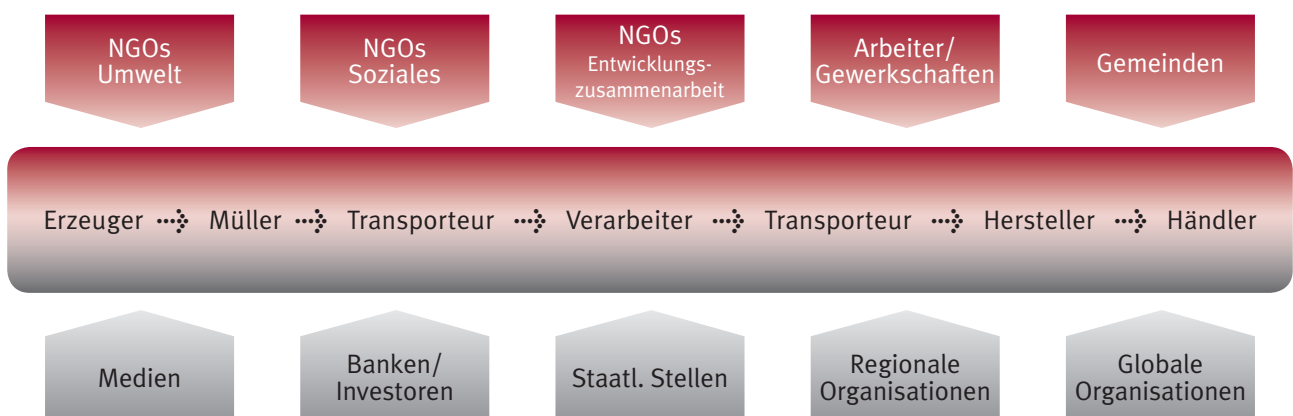 NGOs
Umwelt
NGOs
Soziales
NGOs
Entwicklungs-
zusammenarbeit
Arbeiter/
Gewerkschaften
Gemeinden
Erzeuger Müller Transporteur Verarbeiter Transporteur Hersteller Händler
Medien
Banken/
Investoren
Staatl. Stellen
Regionale
Organisationen
Globale
Organisationen